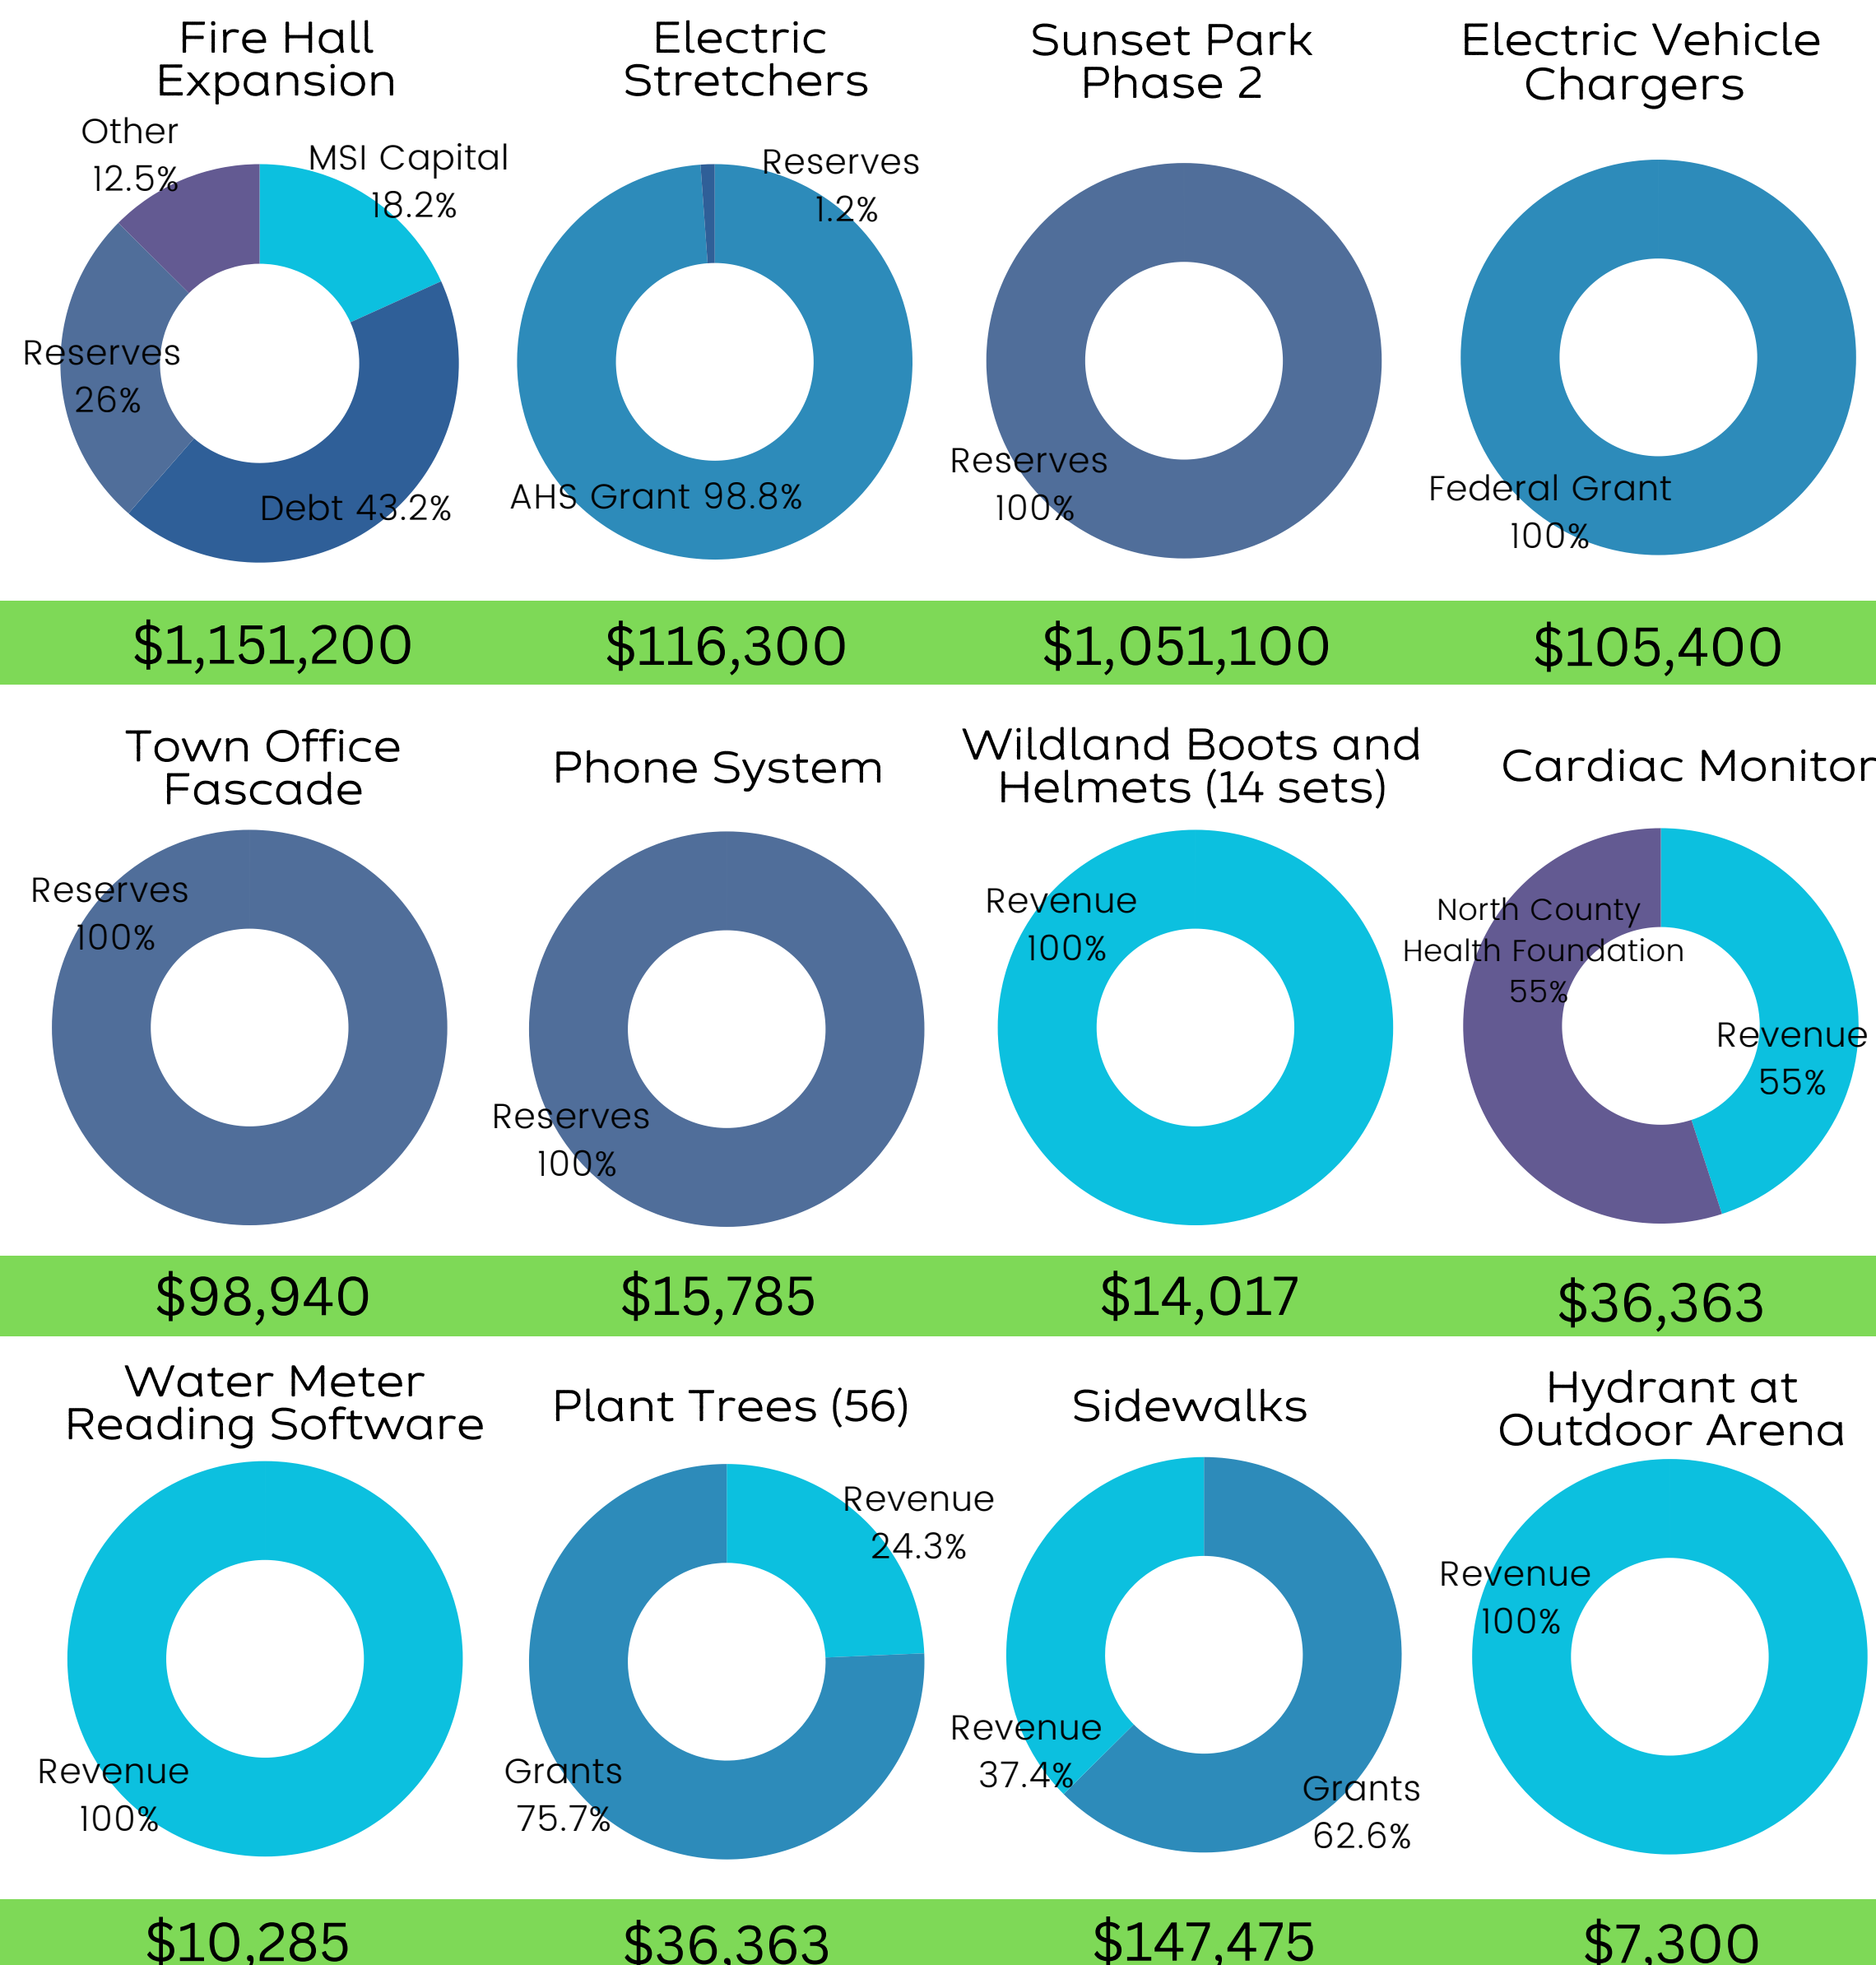 Fire Hall
Expansion
Other
12.5%
MSI Capital
18.2%
Reserves
26%
Debt 43.2%
$1,151,200
Electric
Stretchers
Reserves
1.2%
AHS Grant 98.8%
$116,300
Sunset Park
Phase 2
Reserves
100%
$1,051,100
Electric Vehicle
Chargers
Federal Grant
100%
$105,400
Town Office
Fascade
Reserves
100%
$98,940
Phone System
Reserves
100%
$15,785
Wildland Boots and
Helmets (14 sets)
Revenue
100%
$14,017
Cardiac Monitor
North County
Health Foundation
55%
Revenue
55%
$36,363
Water Meter
Reading Software
Revenue
100%
$10,285
Plant Trees (56)
Revenue
24.3%
Grants
75.7%
$36,363
Sidewalks
Revenue
37.4%
Grants
62.6%
$147,475
Hydrant at
Outdoor Arena
Revenue
100%
$7,300